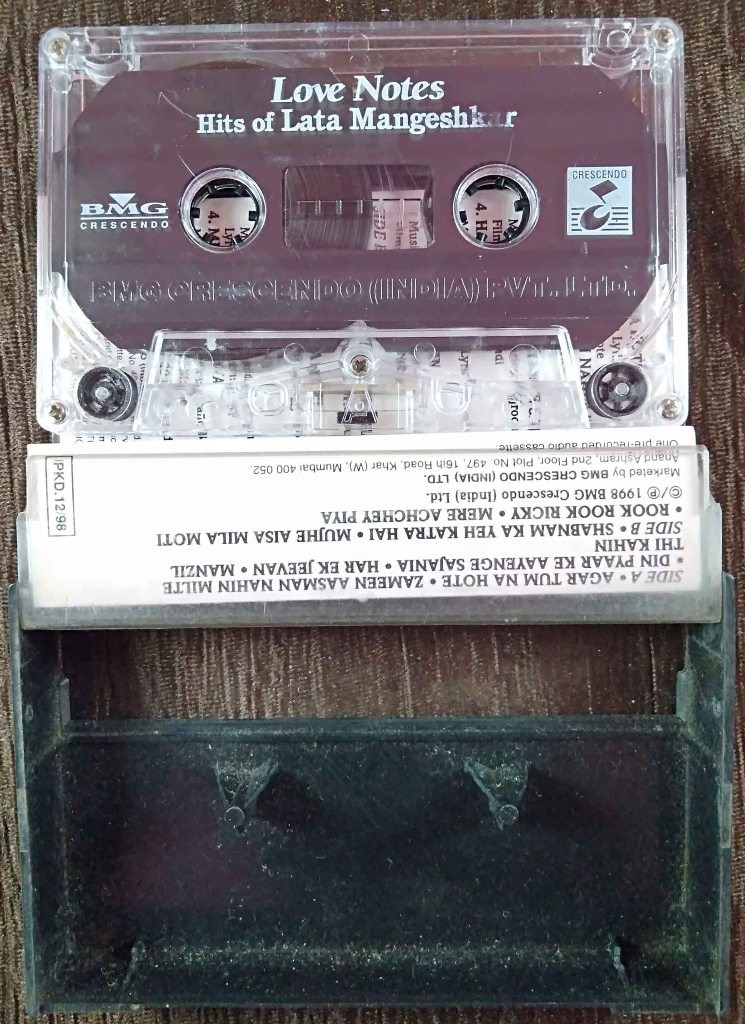 Love Notes
Hits of Lata Mangeshkar
CRESCENDO
BMG
CRESCENDO
BMG CRESCENDO (INDIA) PVT. LTD.
A
SIDE A • AGAR TUM NA HOTE • ZAMEEN AASMAN NAHIN MILTE
• DIN PYAAR KE AAYENGE SAJANIA • HAR EK JEEVAN • MANZIL
THI KAHIN
SIDE B • SHABNAM KA YEH KATRA HAI • MUJHE AISA MILA MOTI
• ROOK ROOK RICKY • MERE ACHCHEY PIYA
©/℗ 1998 BMG Crescendo (India) Ltd.
Marketed by BMG CRESCENDO (INDIA) LTD.
Anand Ashram, 2nd Floor, Plot No. 497, 16th Road, Khar (W), Mumbai 400 052.
One pre-recorded audio cassette
PKD.12/98